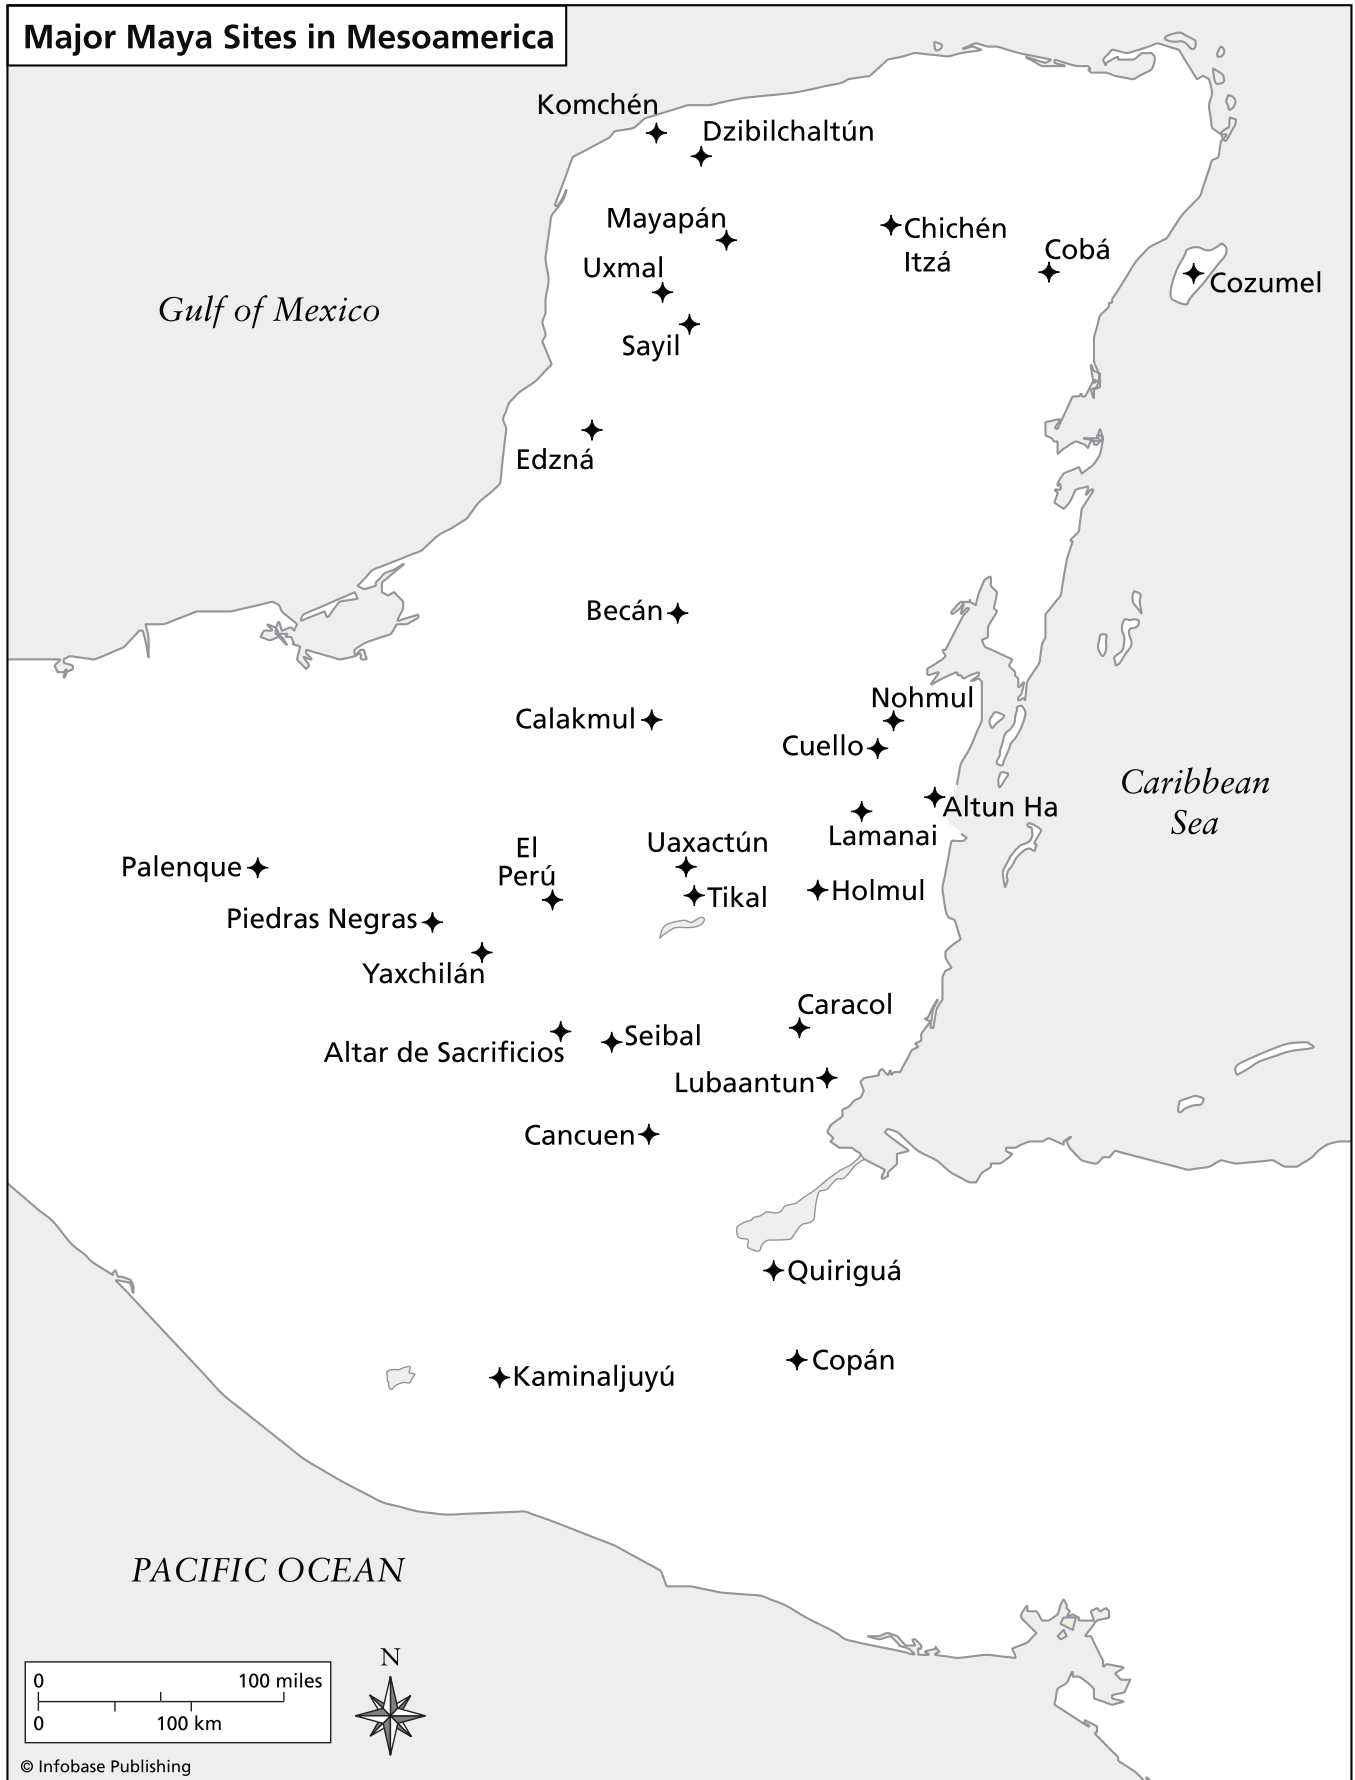 Major Maya Sites in Mesoamerica
Komchén
Dzibilchaltún
Mayapán
Chichén
Itzá
Cobá
Uxmal
Cozumel
Gulf of Mexico
Sayil
Edzná
Becán
Nohmul
Calakmul
Cuello
Caribbean
Sea
Altun Ha
Lamanai
Uaxactún
El
Perú
Palenque
Tikal
Holmul
Piedras Negras
Yaxchilán
Caracol
Seibal
Altar de Sacrificios
Lubaantun
Cancuen
Quiriguá
Copán
Kaminaljuyú
PACIFIC OCEAN
N
0 100 miles
0 100 km
© Infobase Publishing